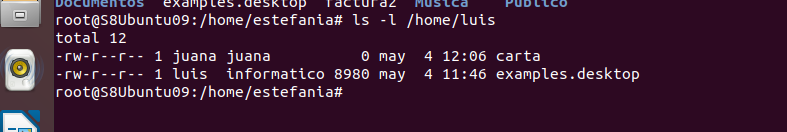 Documentos examples.desktop factura2 Musica Publico
root@S8Ubuntu09:/home/estefania# ls -l /home/luis
total 12
-rw-r--r-- 1 juana juana 0 may 4 12:06 carta
-rw-r--r-- 1 luis informatico 8980 may 4 11:46 examples.desktop
root@S8Ubuntu09:/home/estefania#